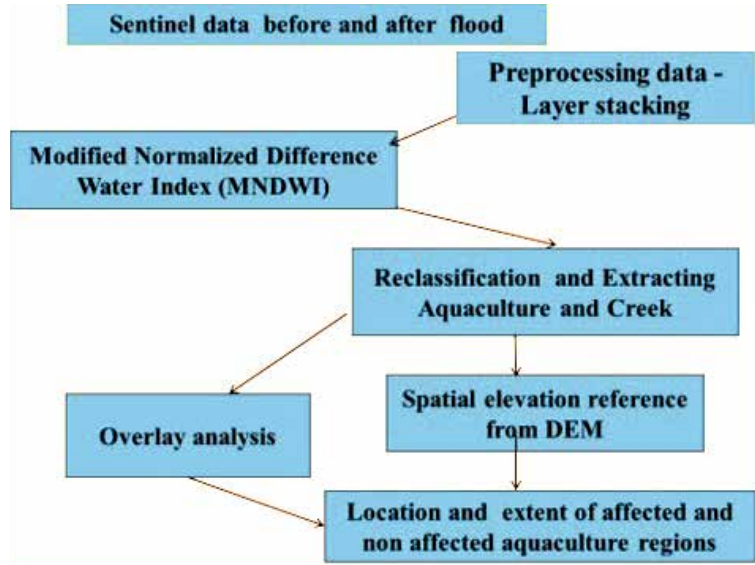 Sentinel data before and after flood
Preprocessing data -
Layer stacking
Modified Normalized Difference
Water Index (MNDWI)
Reclassification and Extracting
Aquaculture and Creek
Spatial elevation reference
from DEM
Overlay analysis
Location and extent of affected and
non affected aquaculture regions